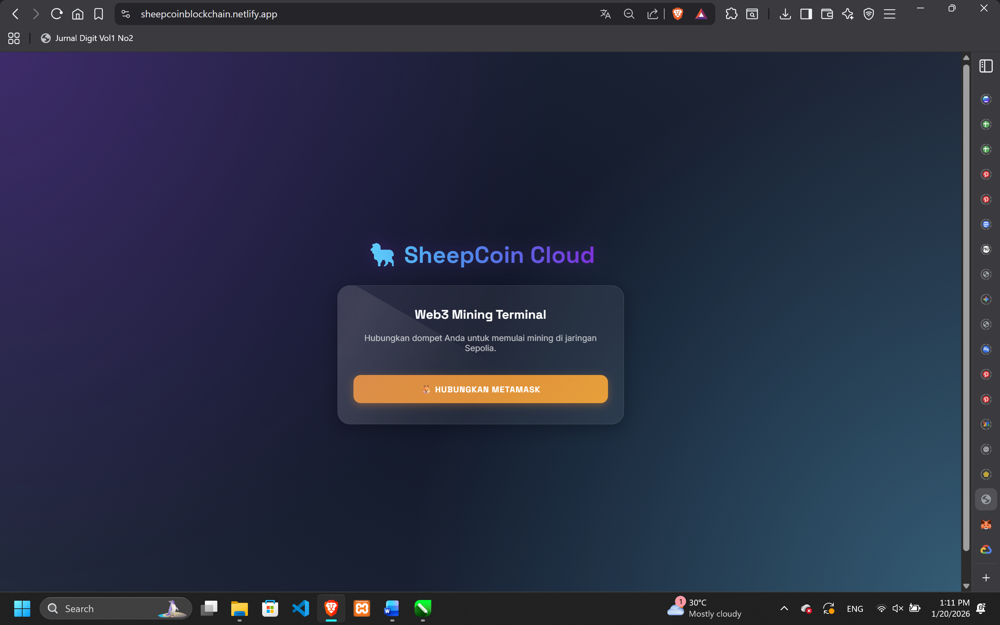 sheepcoinblockchain.netlify.app
Jurnal Digit Vol1 No2
SheepCoin Cloud
Web3 Mining Terminal
Hubungkan dompet Anda untuk memulai mining di jaringan
Sepolia.
HUBUNGKAN METAMASK
Search
1
30°C
Mostly cloudy
ENG
1:11 PM
1/20/2026